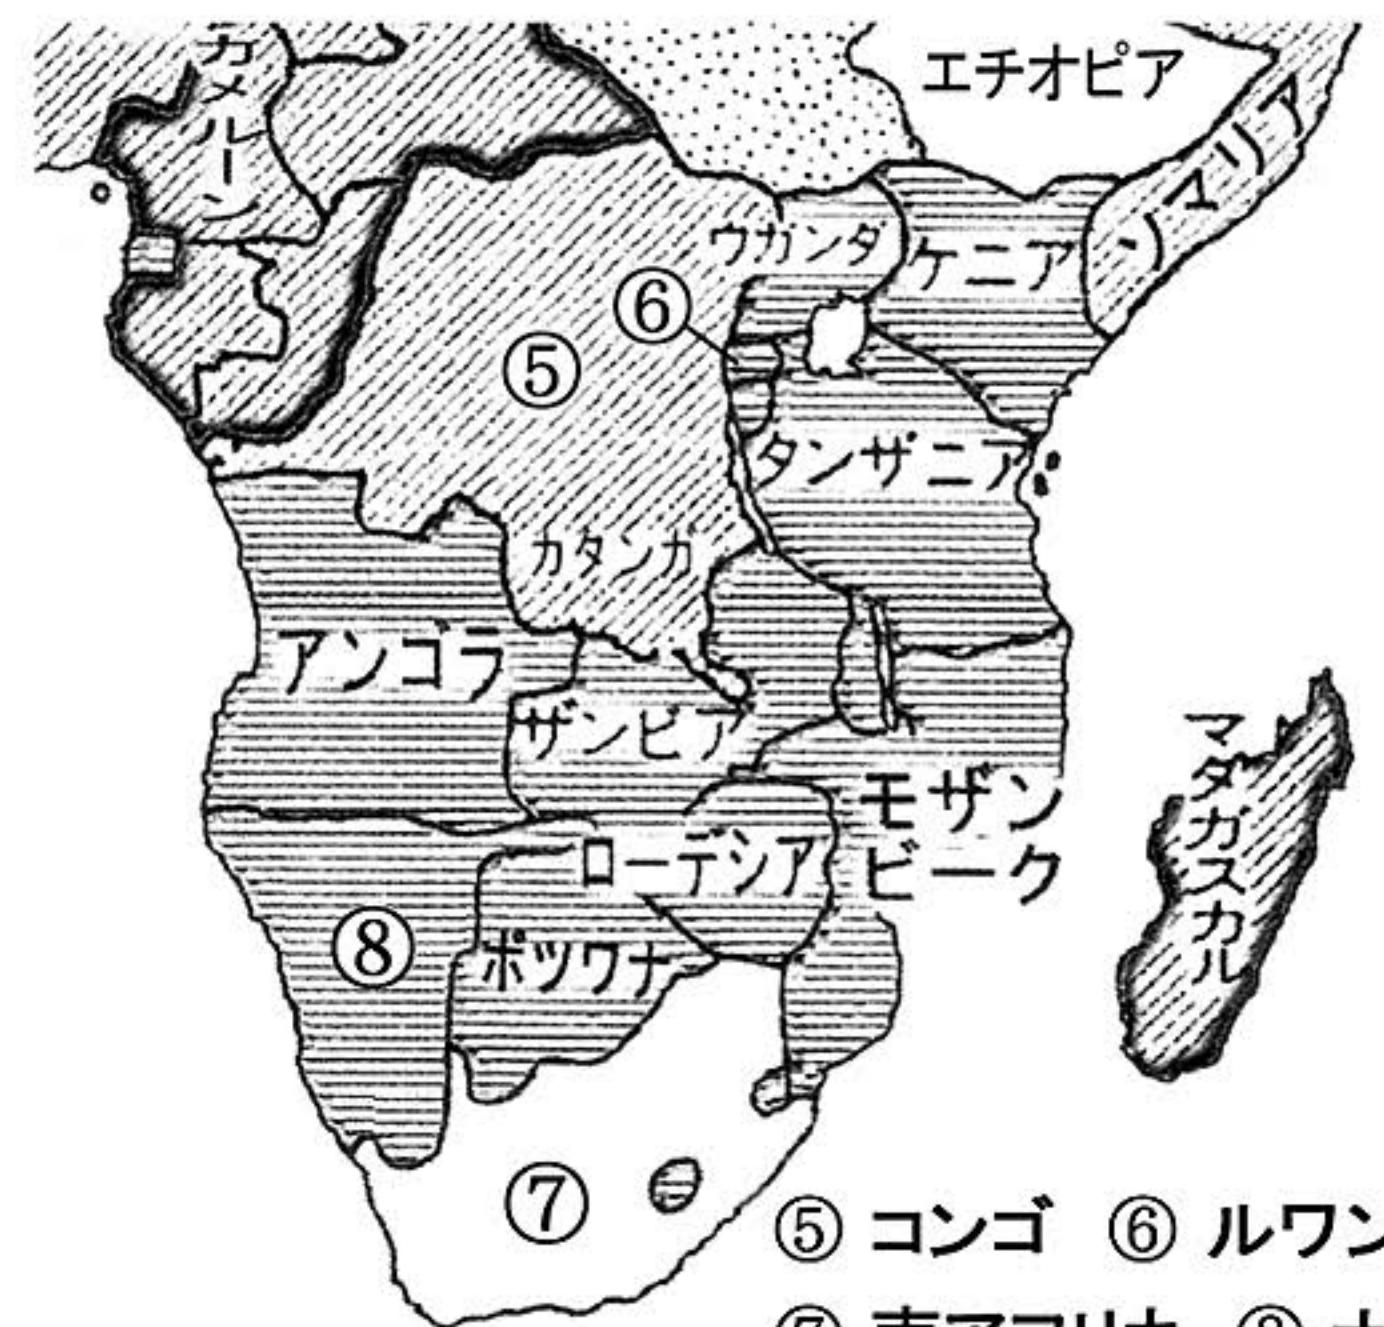 カメルーン
エチオピア
ソマリア
ウガンダ
ケニア
⑥
⑤
タンザニア
カタンガ
アンゴラ
ザンビア
マダガスカル
モザン
ビーク
ローデシア
⑧
ボツワナ
⑦
⑤ コンゴ ⑥ ルワン